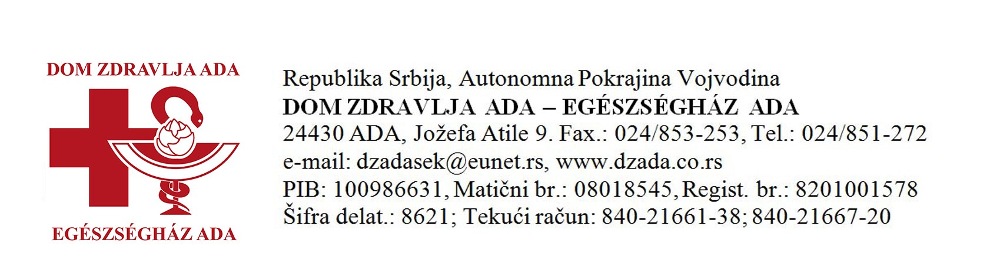 DOM ZDRAVLJA ADA
EGÉSZSÉGHÁZ ADA
Republika Srbija, Autonomna Pokrajina Vojvodina
DOM ZDRAVLJA ADA – EGÉSZSÉGHÁZ ADA
24430 ADA, Jožefa Atile 9. Fax.: 024/853-253, Tel.: 024/851-272
e-mail: dzadasek@eunet.rs, www.dzada.co.rs
PIB: 100986631, Matični br.: 08018545, Regist. br.: 8201001578
Šifra delat.: 8621; Tekući račun: 840-21661-38; 840-21667-20